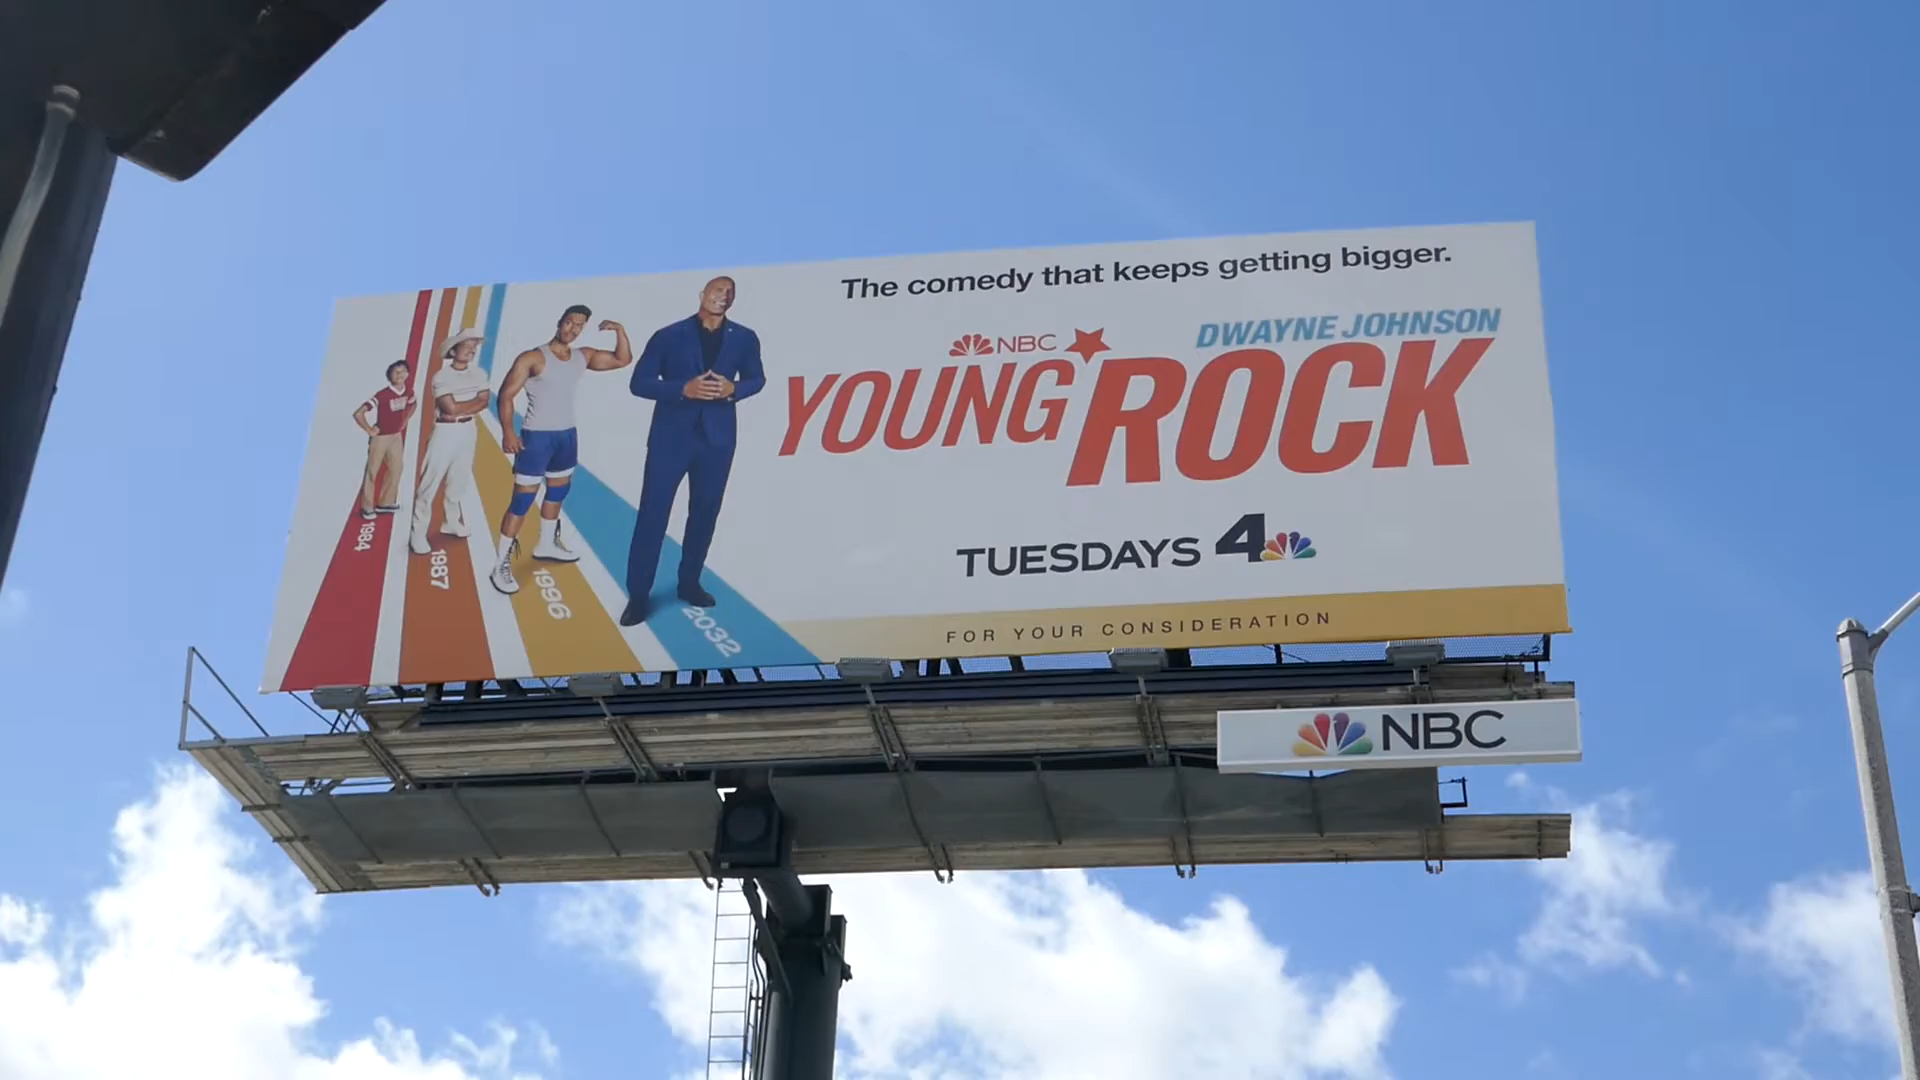 The comedy that keeps getting bigger.
DWAYNE JOHNSON
NBC
YOUNG ROCK
TUESDAYS 4
FOR YOUR CONSIDERATION
1984
1987
1996
2032
NBC